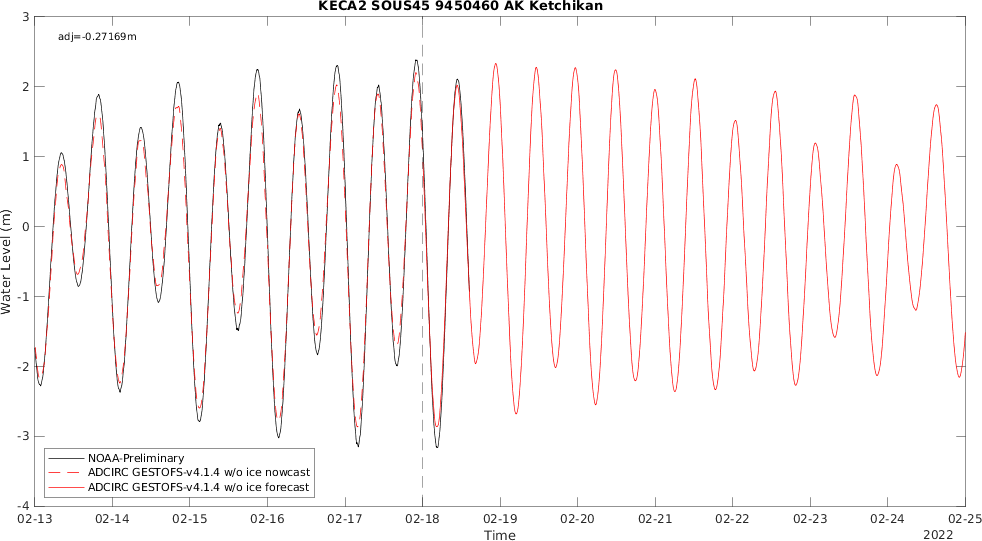 KECA2 SOUS45 9450460 AK Ketchikan
adj=-0.27169m
3
2
1
0
-1
-2
-3
-4
Water Level (m)
NOAA-Preliminary
ADCIRC GESTOFS-v4.1.4 w/o ice nowcast
ADCIRC GESTOFS-v4.1.4 w/o ice forecast
02-13 02-14 02-15 02-16 02-17 02-18 02-19 02-20 02-21 02-22 02-23 02-24 02-25
Time
2022